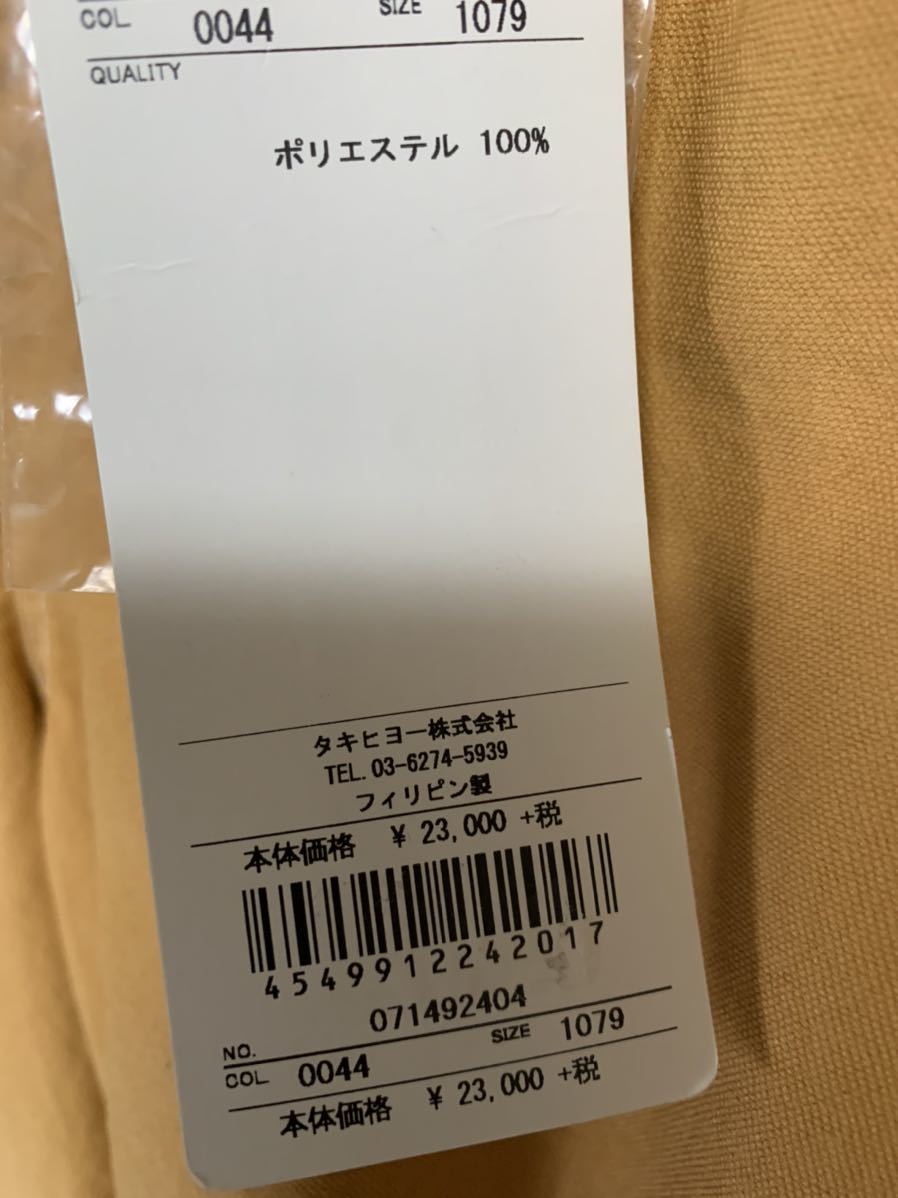 COL 0044 SIZE 1079
QUALITY
ポリエステル 100%
タキヒヨー株式会社
TEL. 03-6274-5939
フィリピン製
本体価格 ¥ 23,000 +税
4549912242017
NO. 071492404
COL 0044 SIZE 1079
本体価格 ¥ 23,000 +税